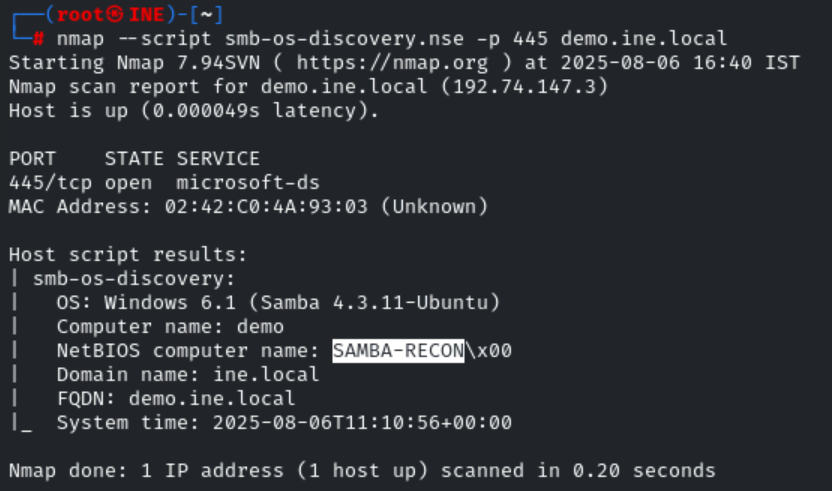 ┌──(root㉿INE)-[~]
└─# nmap --script smb-os-discovery.nse -p 445 demo.ine.local
Starting Nmap 7.94SVN ( https://nmap.org ) at 2025-08-06 16:40 IST
Nmap scan report for demo.ine.local (192.74.147.3)
Host is up (0.000049s latency).

PORT    STATE SERVICE
445/tcp open  microsoft-ds
MAC Address: 02:42:C0:4A:93:03 (Unknown)

Host script results:
| smb-os-discovery:
|   OS: Windows 6.1 (Samba 4.3.11-Ubuntu)
|   Computer name: demo
|   NetBIOS computer name: SAMBA-RECON\x00
|   Domain name: ine.local
|   FQDN: demo.ine.local
|_  System time: 2025-08-06T11:10:56+00:00

Nmap done: 1 IP address (1 host up) scanned in 0.20 seconds